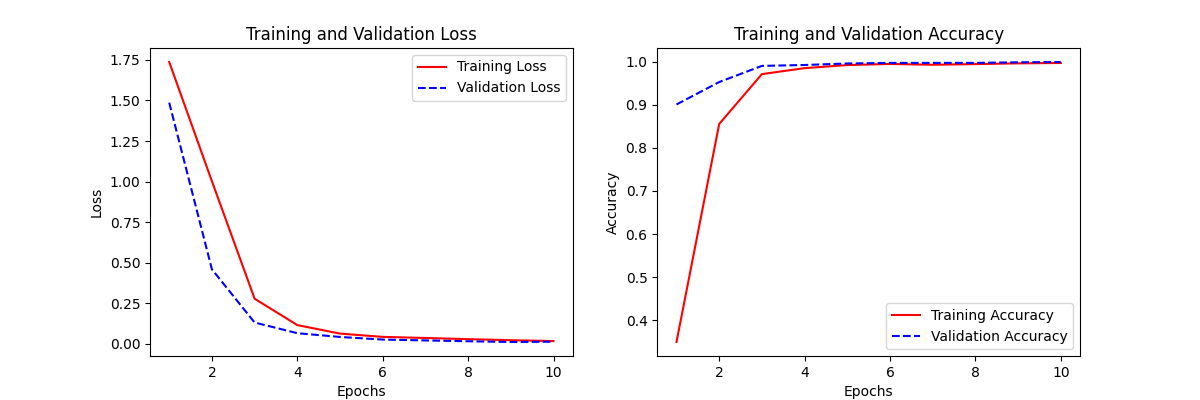 Training and Validation Loss
1.75
1.50
1.25
1.00
0.75
0.50
0.25
0.00
Loss
2
4
6
8
10
Epochs
Training Loss
Validation Loss
Training and Validation Accuracy
1.0
0.9
0.8
0.7
0.6
0.5
0.4
Accuracy
2
4
6
8
10
Epochs
Training Accuracy
Validation Accuracy